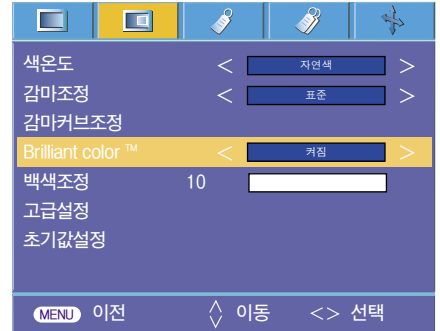 색온도 < 자연색 >
감마조정 < 표준 >
감마커브조정
Brilliant color ™ < 켜짐 >
백색조정 10
고급설정
초기값설정
MENU 이전 이동 <> 선택